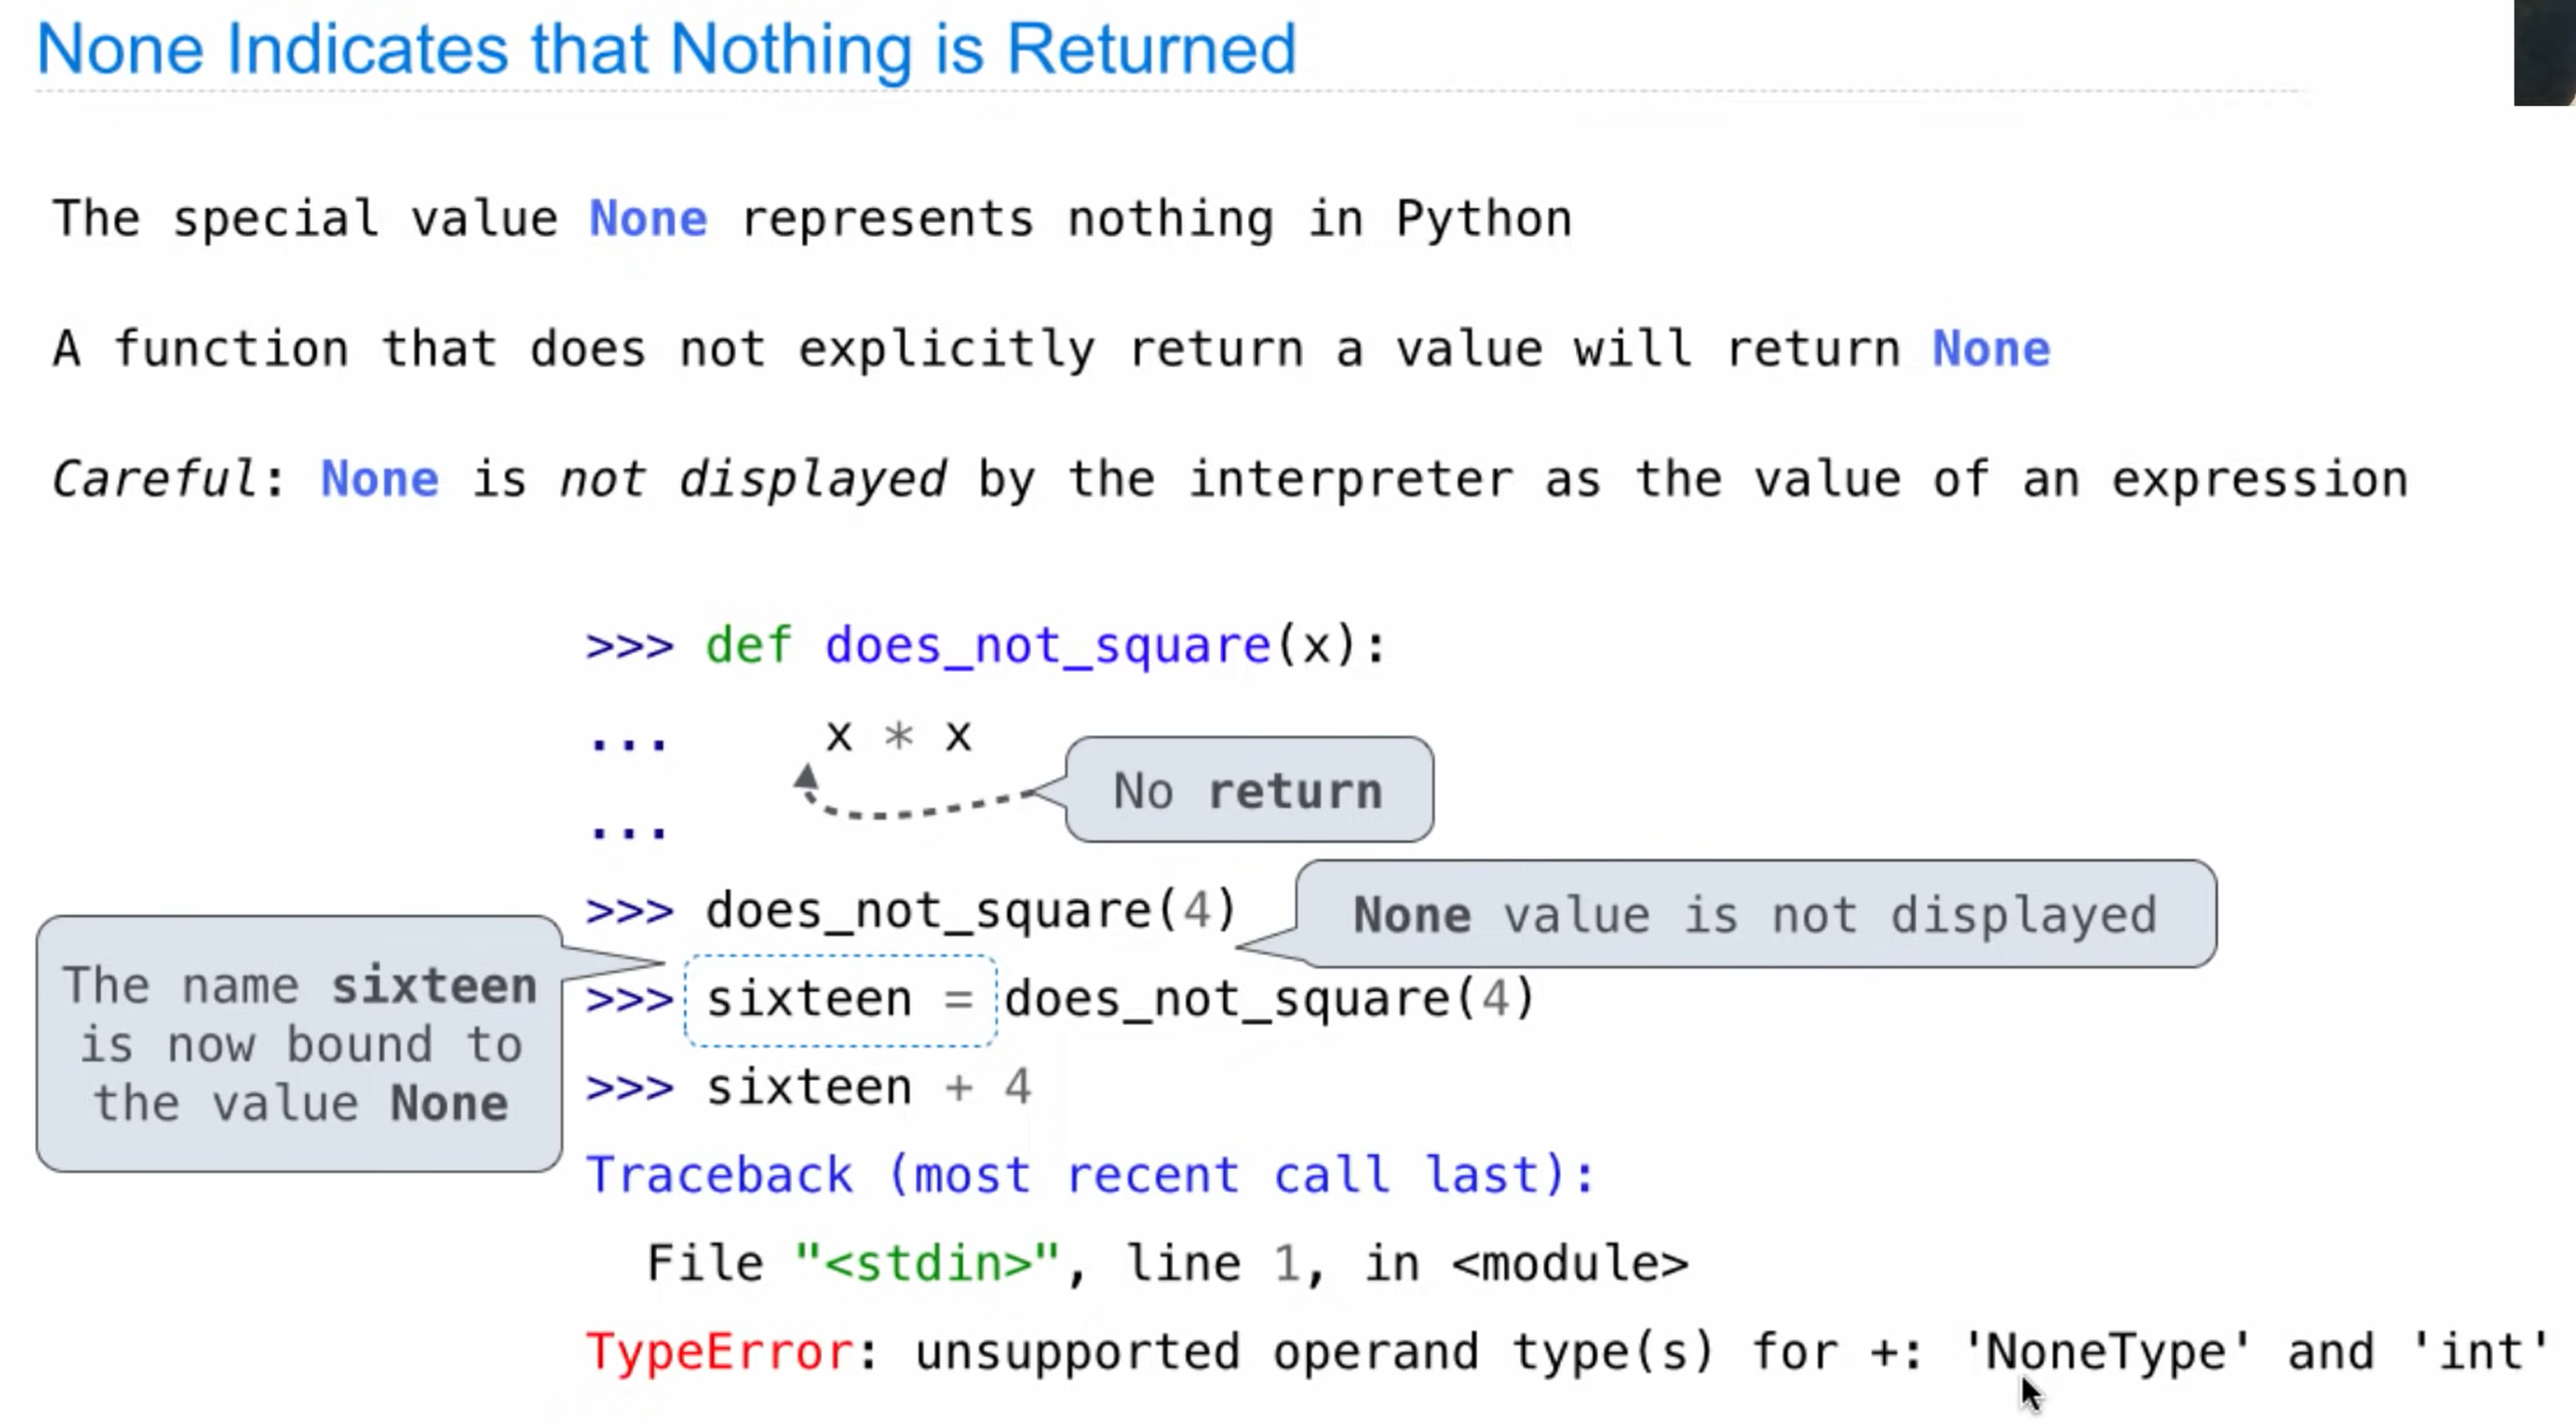 None Indicates that Nothing is Returned
The special value None represents nothing in Python
A function that does not explicitly return a value will return None
Careful: None is not displayed by the interpreter as the value of an expression
>>> def does_not_square(x):
...     x * x
No return
...
>>> does_not_square(4)
None value is not displayed
The name sixteen
is now bound to
the value None
>>> sixteen = does_not_square(4)
>>> sixteen + 4
Traceback (most recent call last):
  File "<stdin>", line 1, in <module>
TypeError: unsupported operand type(s) for +: 'NoneType' and 'int'